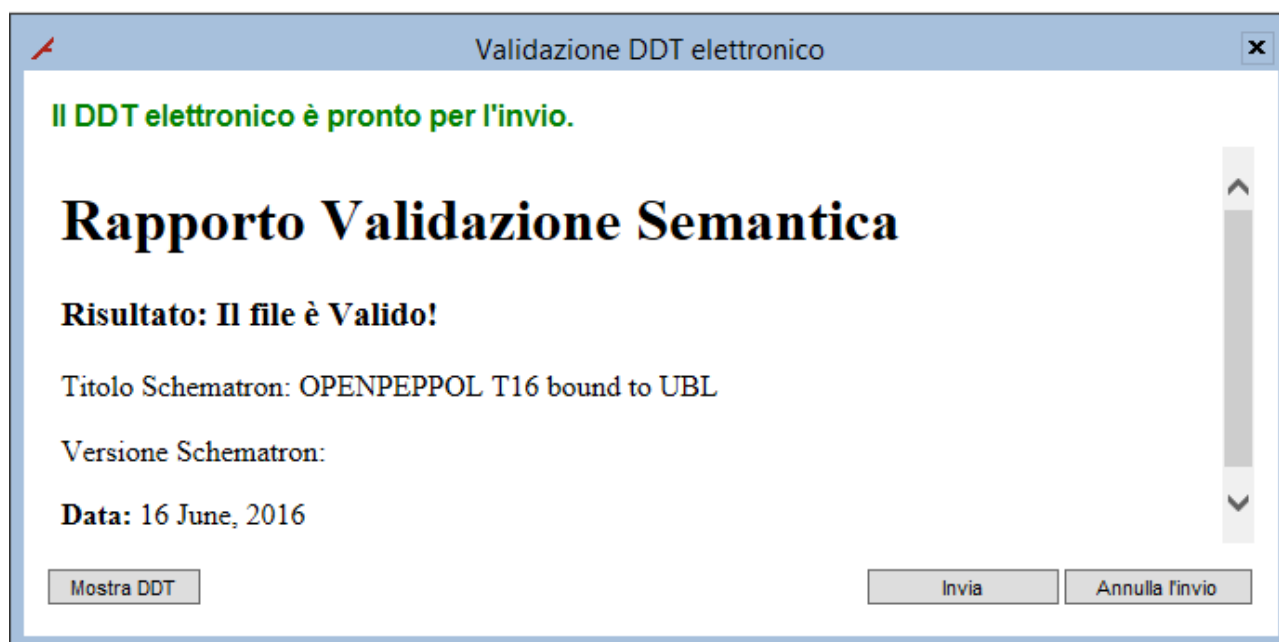 Validazione DDT elettronico
Il DDT elettronico è pronto per l'invio.
Rapporto Validazione Semantica
Risultato: Il file è Valido!
Titolo Schematron: OPENPEPPOL T16 bound to UBL
Versione Schematron:
Data: 16 June, 2016
Mostra DDT Invia Annulla l'invio